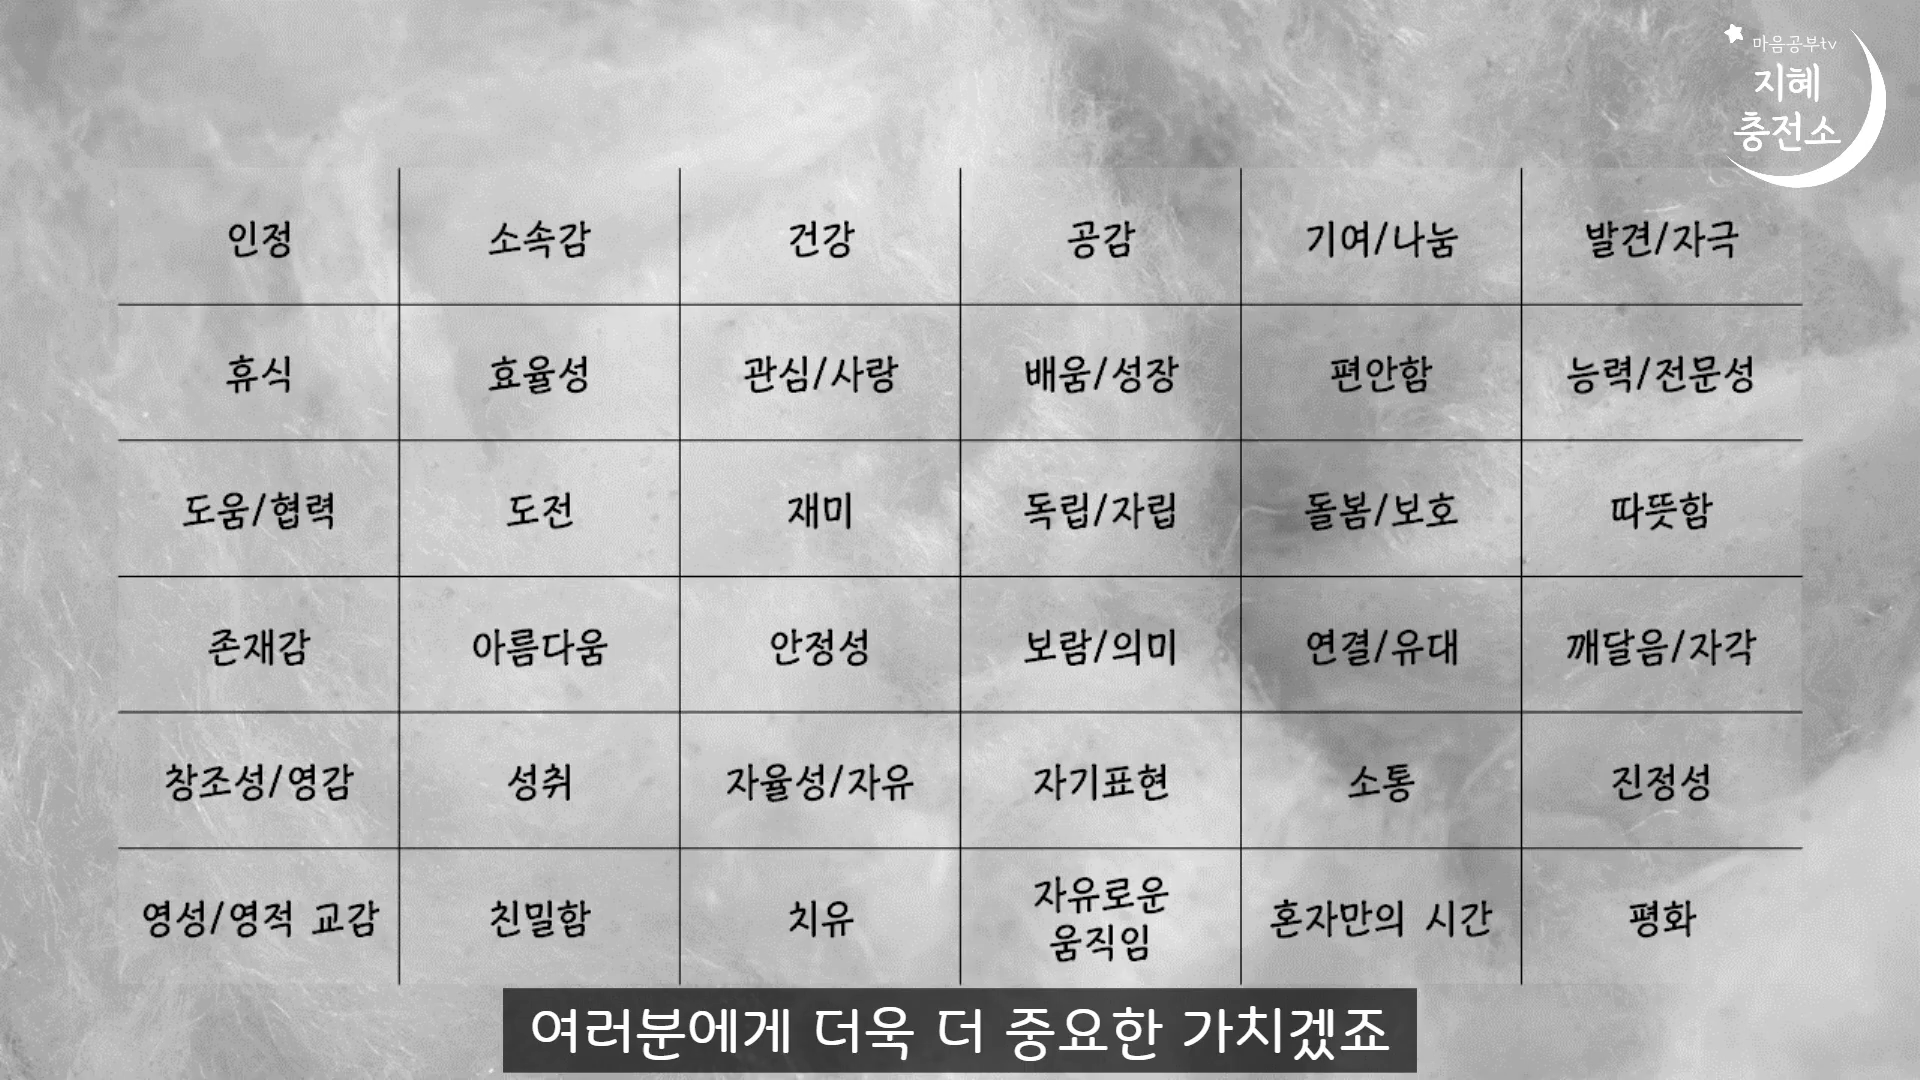 마음공부tv
지혜
충전소
인정 소속감 건강 공감 기여/나눔 발견/자극
휴식 효율성 관심/사랑 배움/성장 편안함 능력/전문성
도움/협력 도전 재미 독립/자립 돌봄/보호 따뜻함
존재감 아름다움 안정성 보람/의미 연결/유대 깨달음/자각
창조성/영감 성취 자율성/자유 자기표현 소통 진정성
영성/영적 교감 친밀함 치유 자유로운 움직임 혼자만의 시간 평화
여러분에게 더욱 더 중요한 가치겠죠